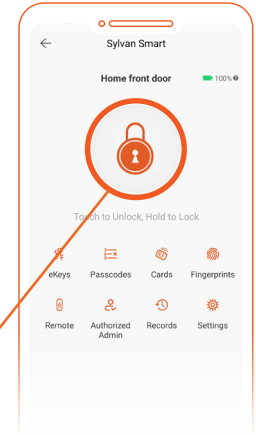 Sylvan Smart
Home front door
100%
Touch to Unlock, Hold to Lock
eKeys
Passcodes
Cards
Fingerprints
Remote
Authorized
Admin
Records
Settings